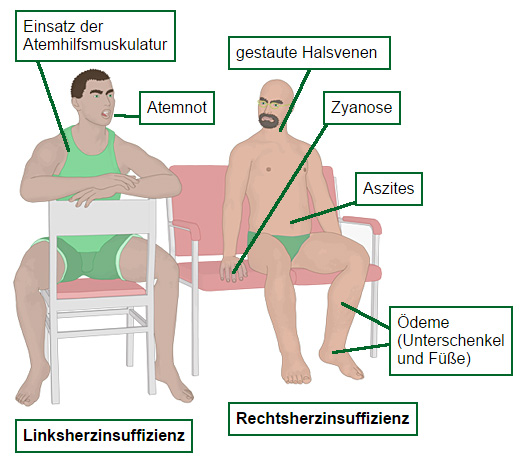 Einsatz der
Atemhilfsmuskulatur
Atemnot
gestaute Halsvenen
Zyanose
Aszites
Ödeme
(Unterschenkel
und Füße)
Linksherzinsuffizienz
Rechtsherzinsuffizienz